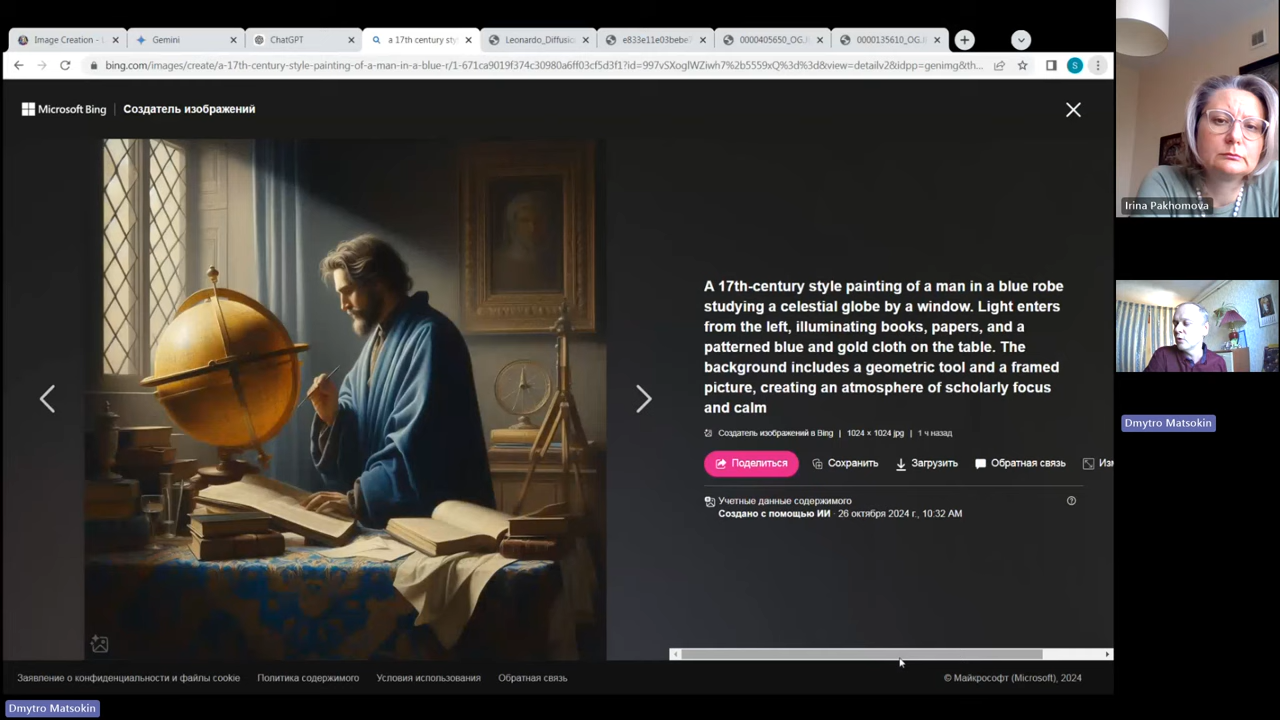 Image Creation - L
Gemini
ChatGPT
a 17th century sty
Leonardo_Diffusio
e833e11e03bebe7
0000405650_OG.J
0000135610_OG.J
bing.com/images/create/a-17th-century-style-painting-of-a-man-in-a-blue-r/1-671ca9019f374c30980a6ff03cf5d3f1?id=997vSXoglWZiwh7%2b5559xQ%3d%3d&view=detailv2&idpp=genimg&th...
S
Microsoft Bing
Создатель изображений
A 17th-century style painting of a man in a blue robe
studying a celestial globe by a window. Light enters
from the left, illuminating books, papers, and a
patterned blue and gold cloth on the table. The
background includes a geometric tool and a framed
picture, creating an atmosphere of scholarly focus
and calm
Создатель изображений в Bing | 1024 × 1024 jpg | 1 ч назад
Поделиться
Сохранить
Загрузить
Обратная связь
Изм
Учетные данные содержимого
Создано с помощью ИИ · 26 октября 2024 г., 10:32 AM
Заявление о конфиденциальности и файлы cookie
Политика содержимого
Условия использования
Обратная связь
© Майкрософт (Microsoft), 2024
Irina Pakhomova
Dmytro Matsokin
Dmytro Matsokin